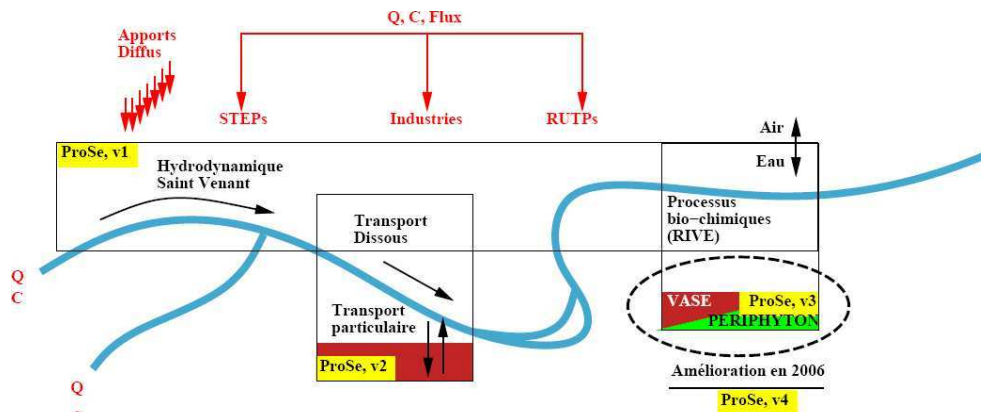 Q, C, Flux
Apports
Diffus
STEPs
Industries
RUTPs
Air
Eau
ProSe, v1
Hydrodynamique
Saint Venant
Transport
Dissous
Processus
bio-chimiques
(RIVE)
Q
C
Transport
particulaire
ProSe, v2
VASE
ProSe, v3
PERIPHYTON
Amélioration en 2006
ProSe, v4
Q